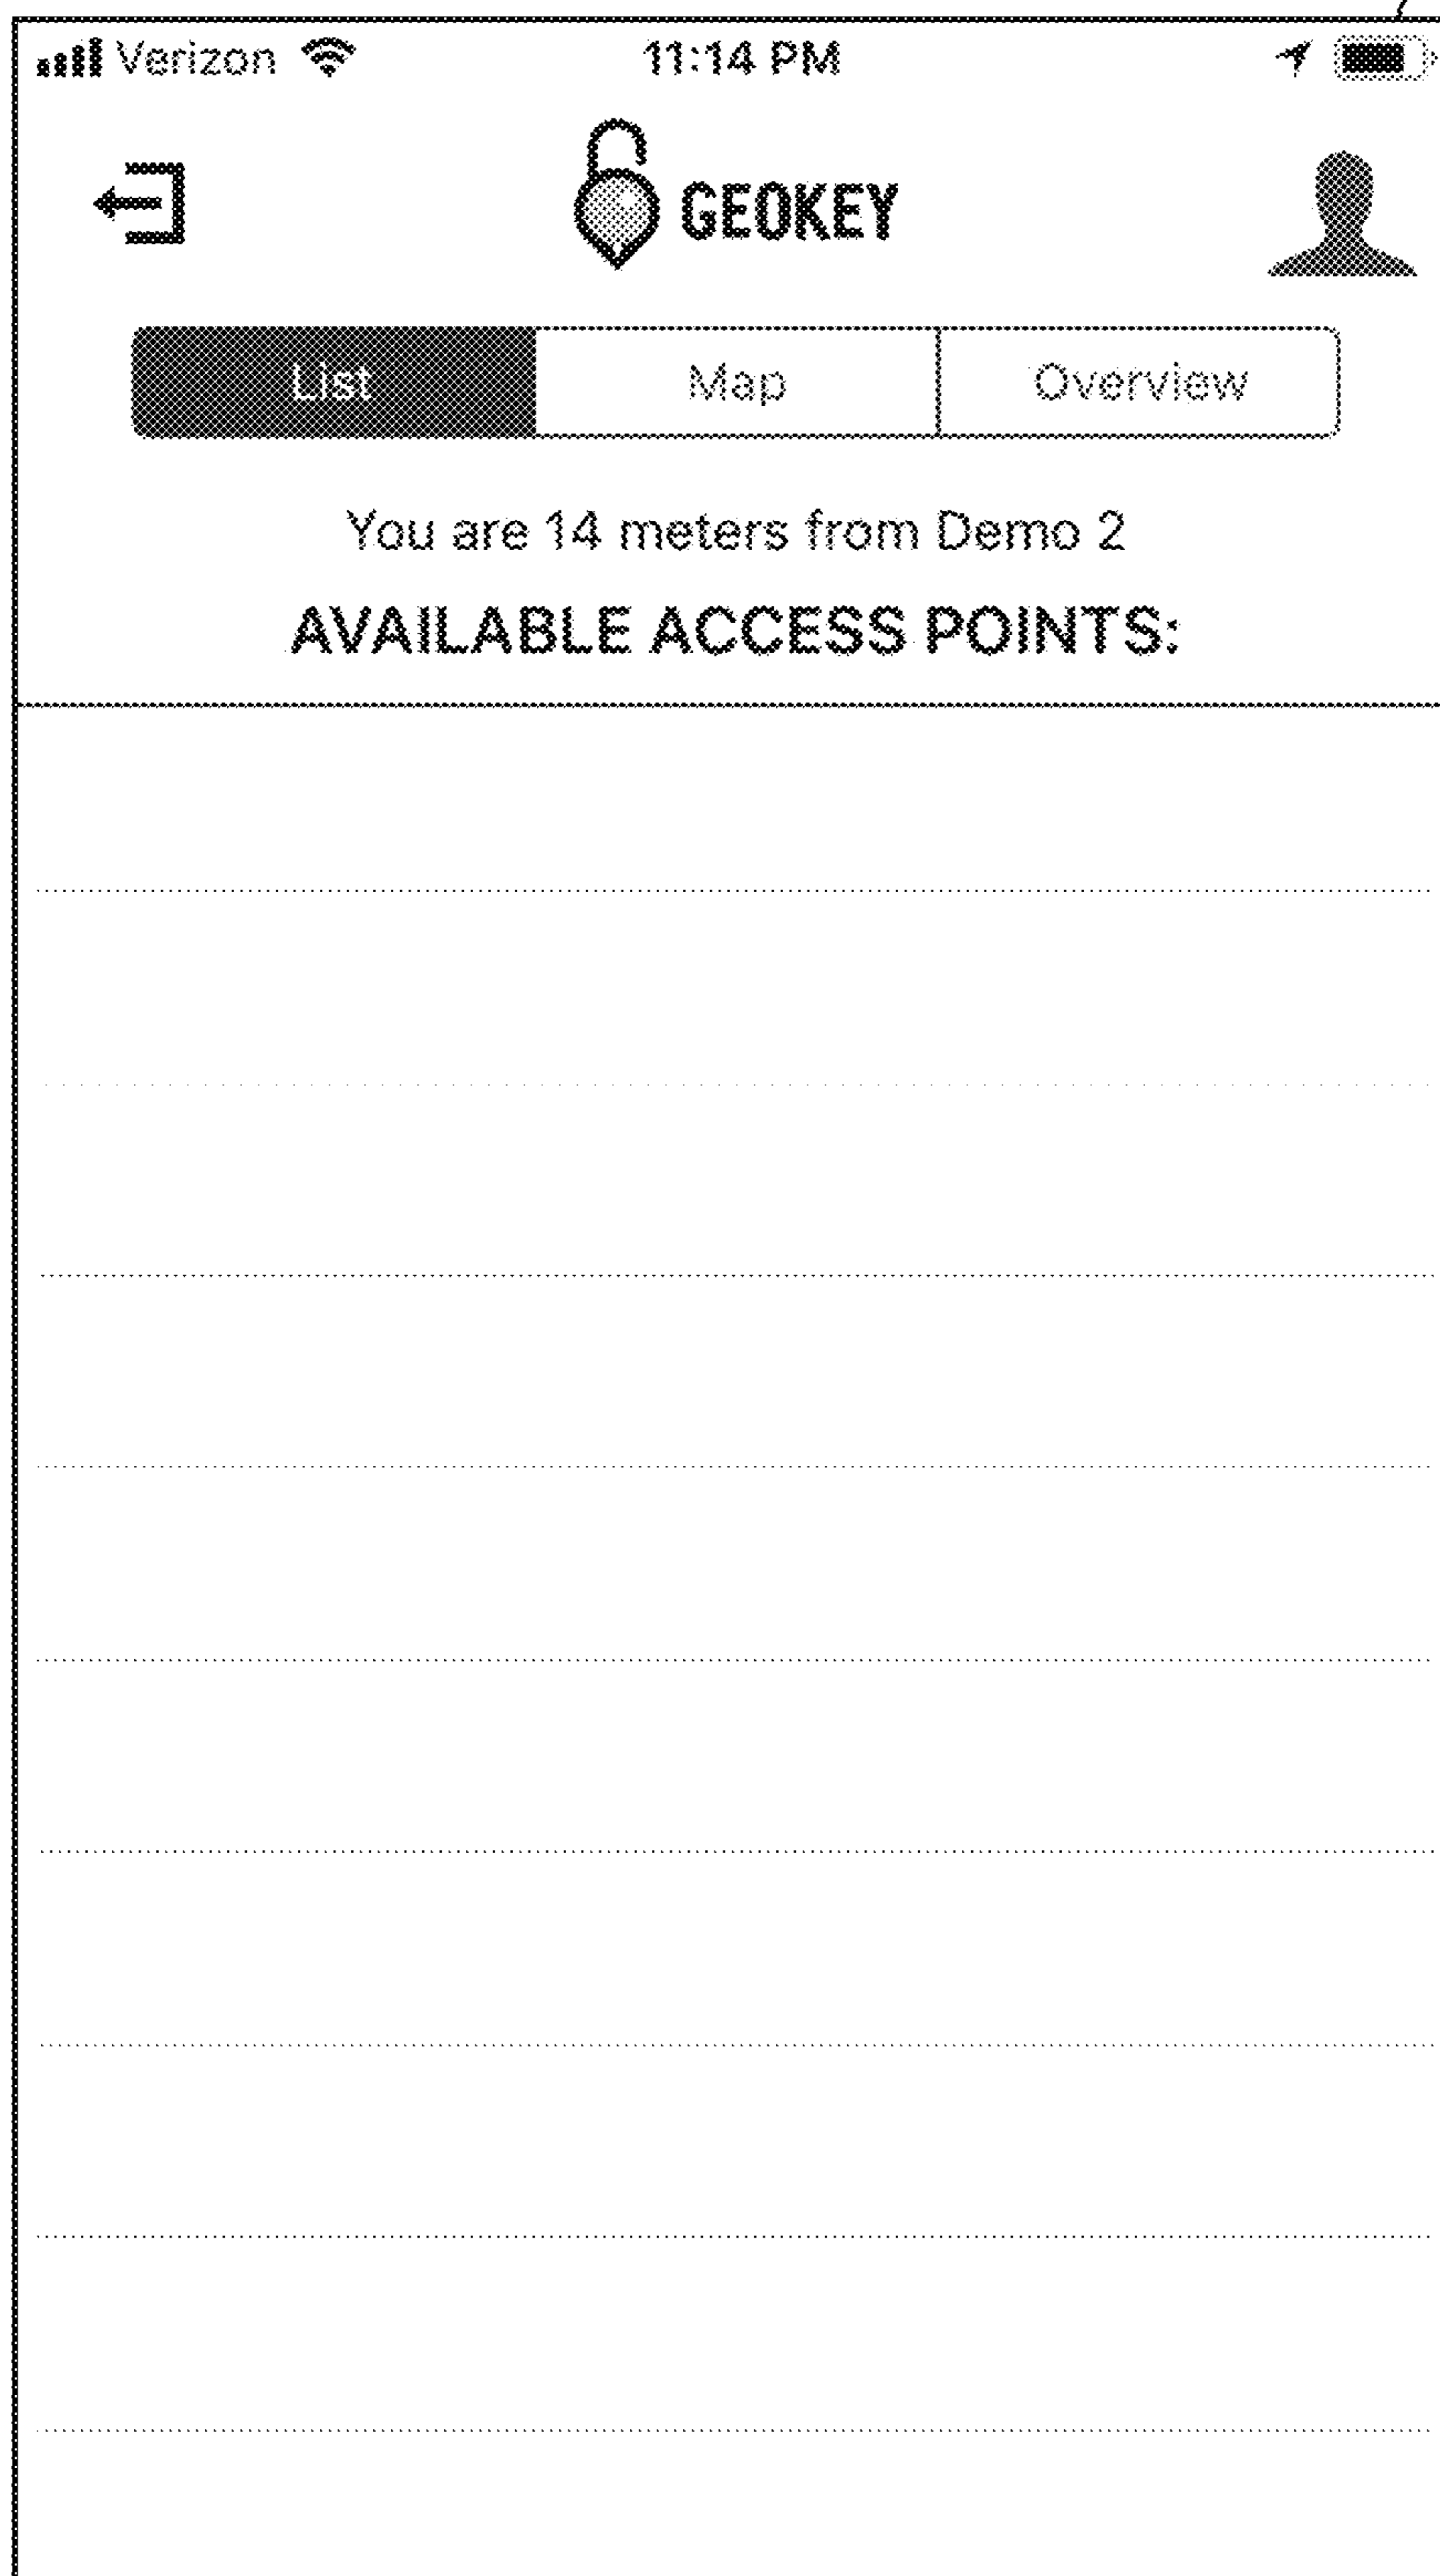 Verizon 11:14 PM
GEOKEY
List Map Overview
You are 14 meters from Demo 2
AVAILABLE ACCESS POINTS: